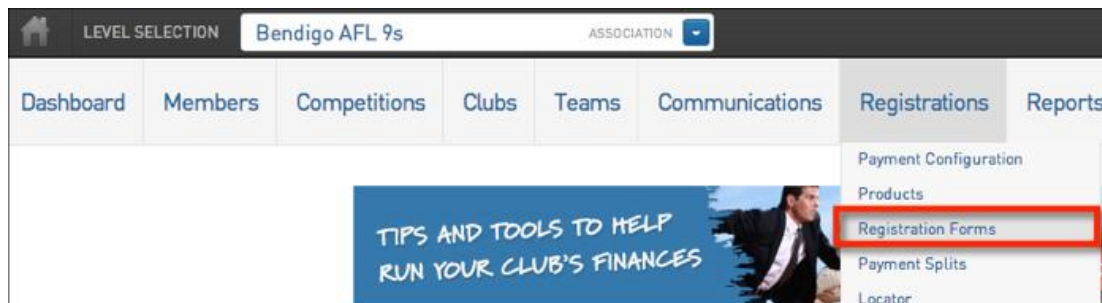 LEVEL SELECTION Bendigo AFL 9s ASSOCIATION
Dashboard Members Competitions Clubs Teams Communications Registrations Reports
Payment Configuration
Products
Registration Forms
Payment Splits
Locator
TIPS AND TOOLS TO HELP
RUN YOUR CLUB'S FINANCES